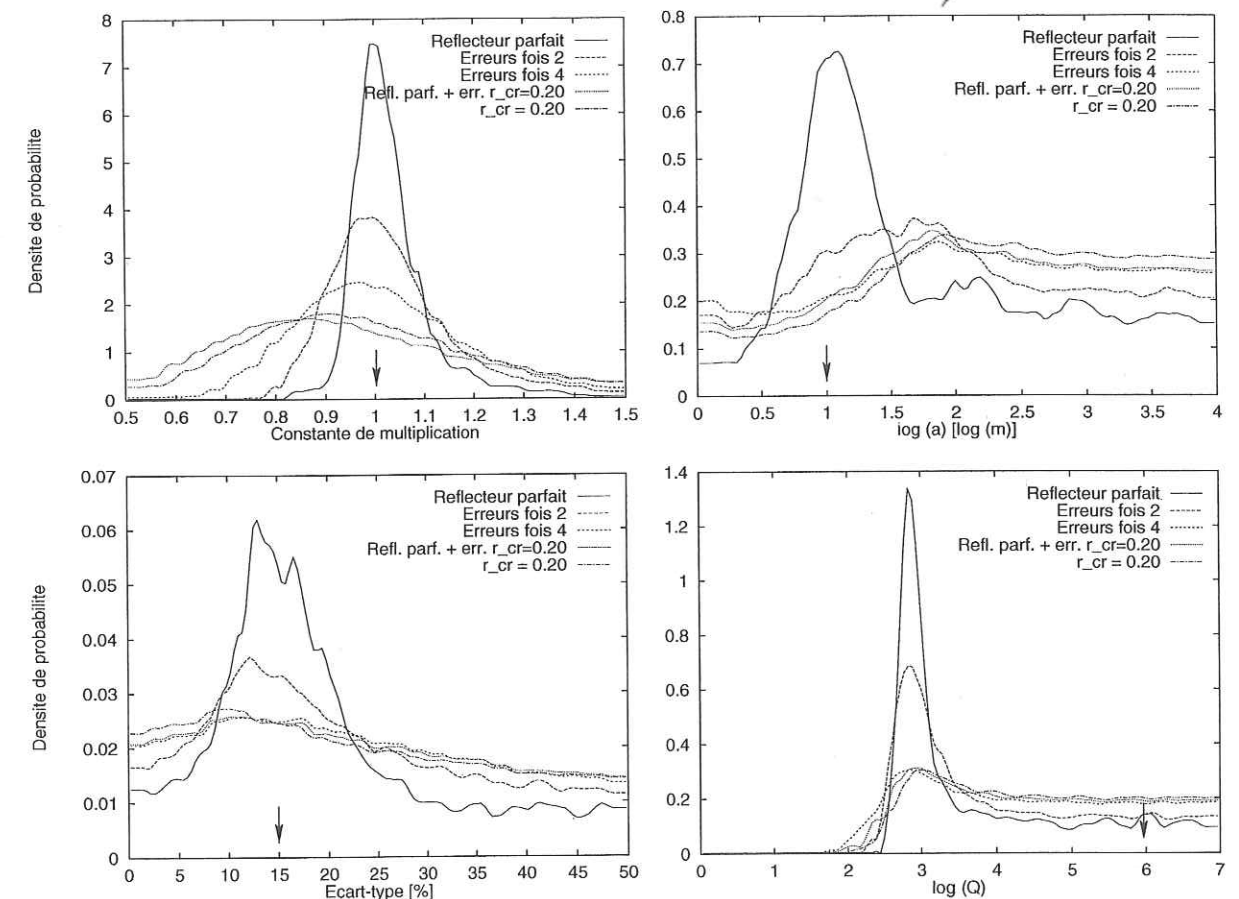 Densite de probabilite
8
7
6
5
4
3
2
1
0
0.5 0.6 0.7 0.8 0.9 1 1.1 1.2 1.3 1.4 1.5
Constante de multiplication
Reflecteur parfait
Erreurs fois 2
Erreurs fois 4
Refl. parf. + err. r_cr=0.20
r_cr = 0.20
0.8
0.7
0.6
0.5
0.4
0.3
0.2
0.1
0
0 0.5 1 1.5 2 2.5 3 3.5 4
log (a) [log (m)]
Reflecteur parfait
Erreurs fois 2
Erreurs fois 4
Refl. parf. + err. r_cr=0.20
r_cr = 0.20
Densite de probabilite
0.07
0.06
0.05
0.04
0.03
0.02
0.01
0
0 5 10 15 20 25 30 35 40 45 50
Ecart-type [%]
Reflecteur parfait
Erreurs fois 2
Erreurs fois 4
Refl. parf. + err. r_cr=0.20
r_cr = 0.20
1.4
1.2
1
0.8
0.6
0.4
0.2
0
0 1 2 3 4 5 6 7
log (Q)
Reflecteur parfait
Erreurs fois 2
Erreurs fois 4
Refl. parf. + err. r_cr=0.20
r_cr = 0.20